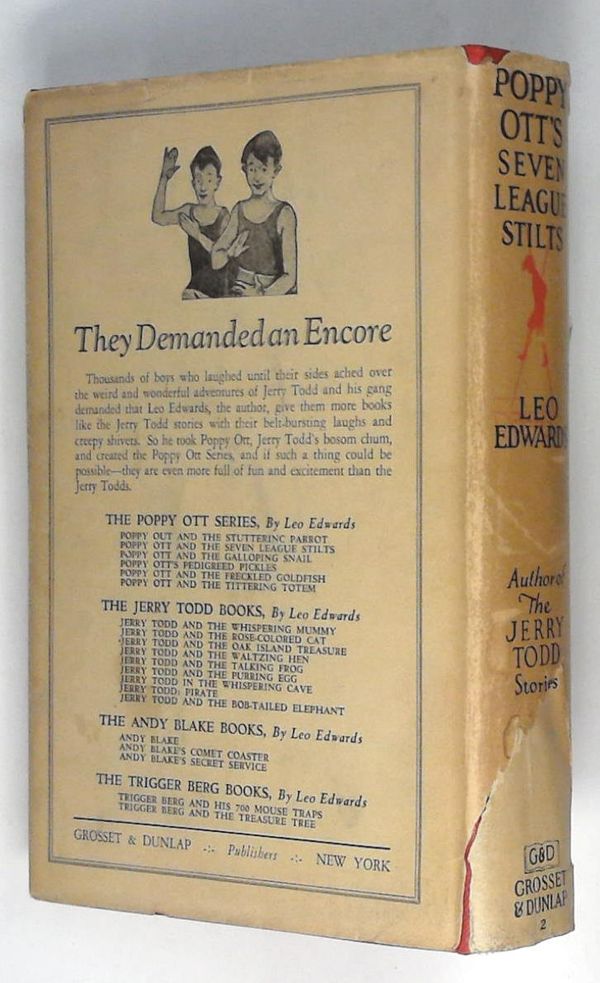 They Demanded an Encore
Thousands of boys who laughed until their sides ached over
the weird and wonderful adventures of Jerry Todd and his gang
demanded that Leo Edwards, the author, give them more books
like the Jerry Todd stories with their belt-bursting laughs and
creepy shivers. So he took Poppy Ott, Jerry Todd's bosom chum,
and created the Poppy Ott Series, and if such a thing could be
possible—they are even more full of fun and excitement than the
Jerry Todds.
THE POPPY OTT SERIES, By Leo Edwards
POPPY OUT AND THE STUTTERING PARROT
POPPY OTT AND THE SEVEN LEAGUE STILTS
POPPY OTT AND THE GALLOPING SNAIL
POPPY OTT'S PEDIGREED PICKLES
POPPY OTT AND THE FRECKLED GOLDFISH
POPPY OTT AND THE TITTERING TOTEM
THE JERRY TODD BOOKS, By Leo Edwards
JERRY TODD AND THE WHISPERING MUMMY
JERRY TODD AND THE ROSE-COLORED CAT
JERRY TODD AND THE OAK ISLAND TREASURE
JERRY TODD AND THE WALTZING HEN
JERRY TODD AND THE TALKING FROG
JERRY TODD AND THE PURRING EGG
JERRY TODD IN THE WHISPERING CAVE
JERRY TODD: PIRATE
JERRY TODD AND THE BOB-TAILED ELEPHANT
THE ANDY BLAKE BOOKS, By Leo Edwards
ANDY BLAKE
ANDY BLAKE'S COMET COASTER
ANDY BLAKE'S SECRET SERVICE
THE TRIGGER BERG BOOKS, By Leo Edwards
TRIGGER BERG AND HIS 700 MOUSE TRAPS
TRIGGER BERG AND THE TREASURE TREE
GROSSET & DUNLAP .:. Publishers .:. NEW YORK
POPPY
OTT'S
SEVEN
LEAGUE
STILTS
LEO
EDWARDS
Author of
The
JERRY
TODD
Stories
G&D
GROSSET
& DUNLAP
2